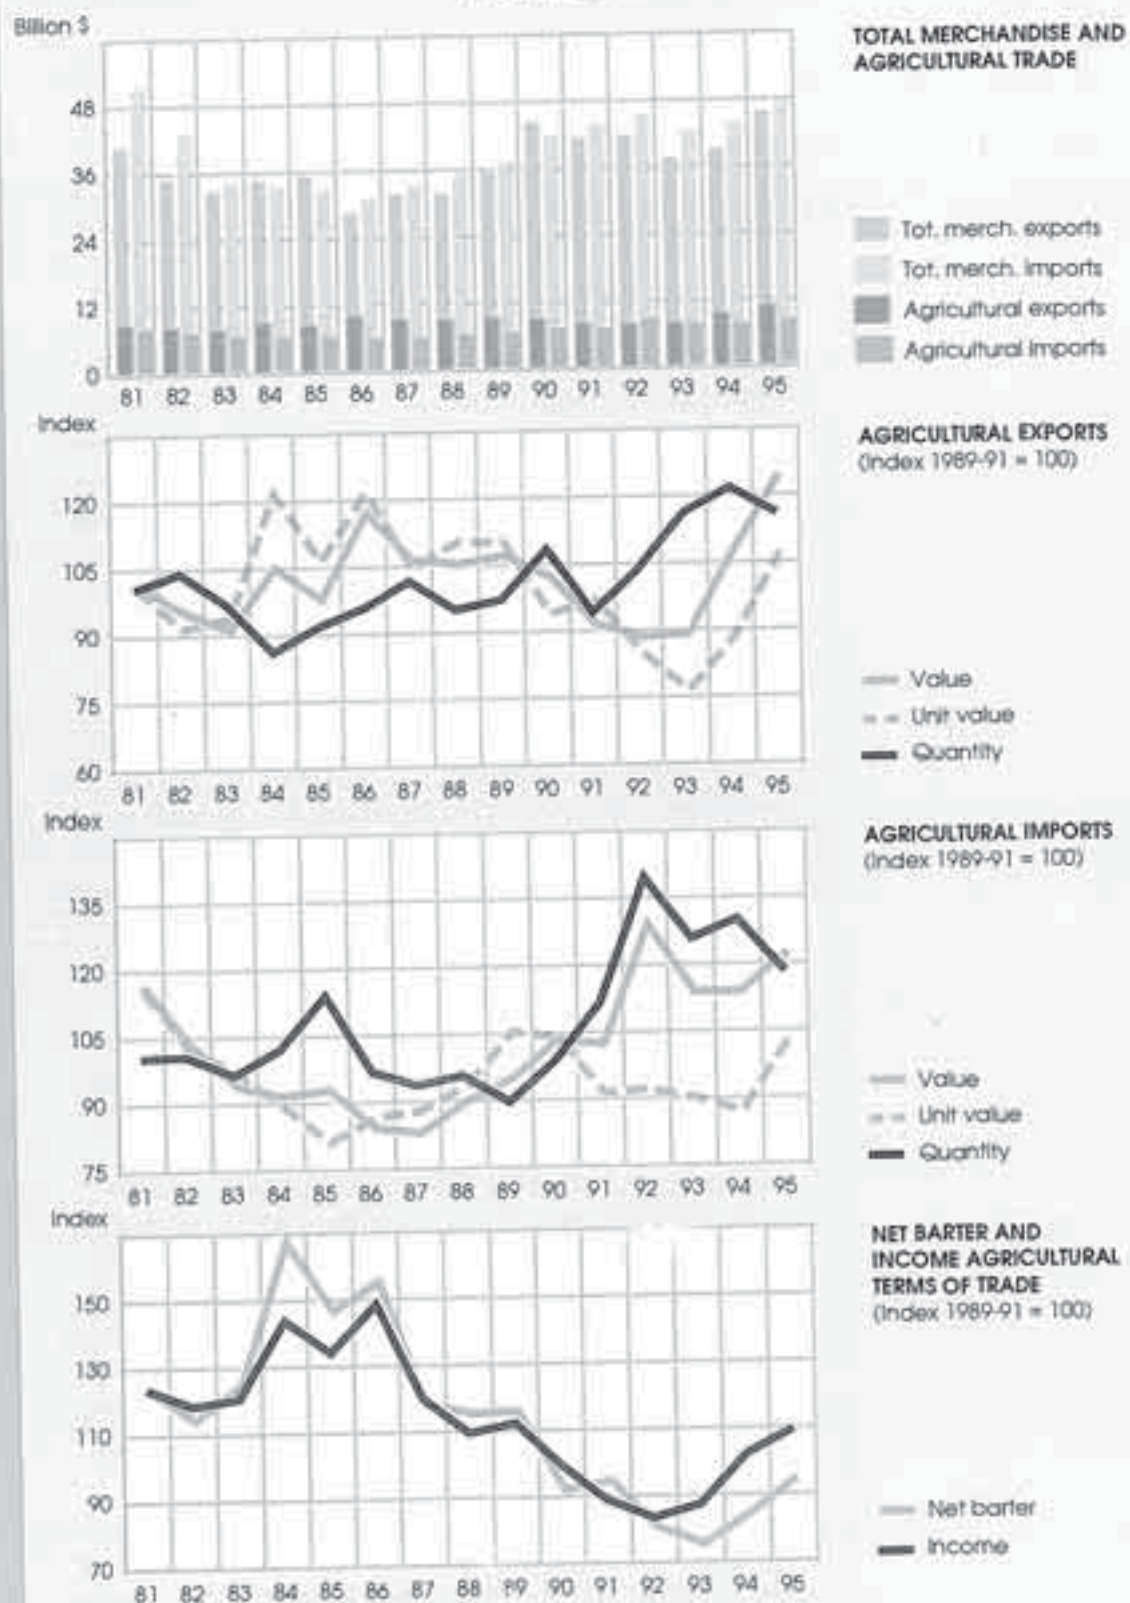 Billion $
48
36
24
12
0
81 82 83 84 85 86 87 88 89 90 91 92 93 94 95
TOTAL MERCHANDISE AND
AGRICULTURAL TRADE
Tot. merch. exports
Tot. merch. imports
Agricultural exports
Agricultural imports
Index
120
105
90
75
60
81 82 83 84 85 86 87 88 89 90 91 92 93 94 95
AGRICULTURAL EXPORTS
(Index 1989-91 = 100)
Value
Unit value
Quantity
Index
135
120
105
90
75
81 82 83 84 85 86 87 88 89 90 91 92 93 94 95
AGRICULTURAL IMPORTS
(Index 1989-91 = 100)
Value
Unit value
Quantity
Index
150
130
110
90
70
81 82 83 84 85 86 87 88 89 90 91 92 93 94 95
NET BARTER AND
INCOME AGRICULTURAL
TERMS OF TRADE
(Index 1989-91 = 100)
Net barter
Income